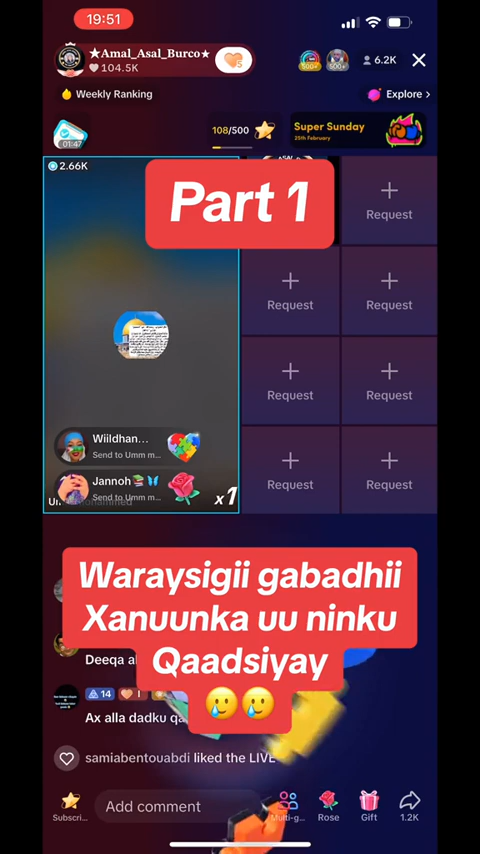 19:51
★Amal_Asal_Burco★
104.5K
500+
500+
6.2K
Weekly Ranking
Explore >
01:47
108/500
Super Sunday
25th February
2.66K
Part 1
Request
Request
Request
Request
Request
Request
Request
Wiildhan...
Send to Umm m...
Jannoh
Send to Umm m...
x1
Waraysigii gabadhii
Xanuunka uu ninku
Qaadsiyay
Deeqa
14
1
Ax alla dadku
samiabentouabdi liked the LIVE
Subscri...
Add comment
Multi-g...
Rose
Gift
1.2K